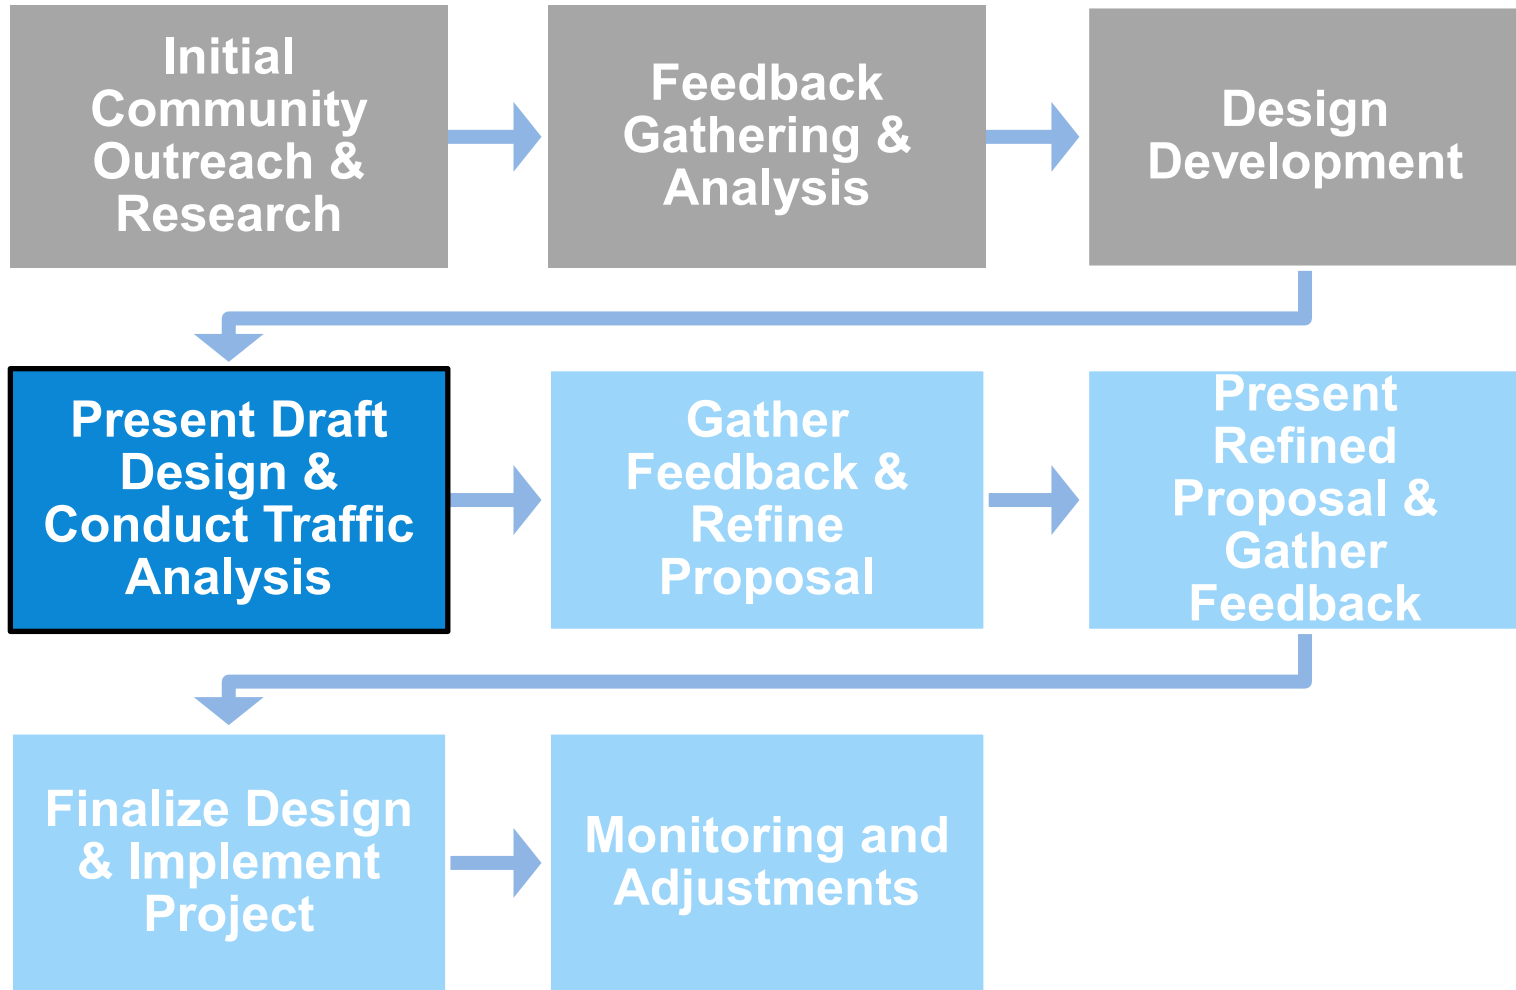 Initial
Community
Outreach &
Research
Feedback
Gathering &
Analysis
Design
Development
Present Draft
Design &
Conduct Traffic
Analysis
Gather
Feedback &
Refine
Proposal
Present
Refined
Proposal &
Gather
Feedback
Finalize Design
& Implement
Project
Monitoring and
Adjustments